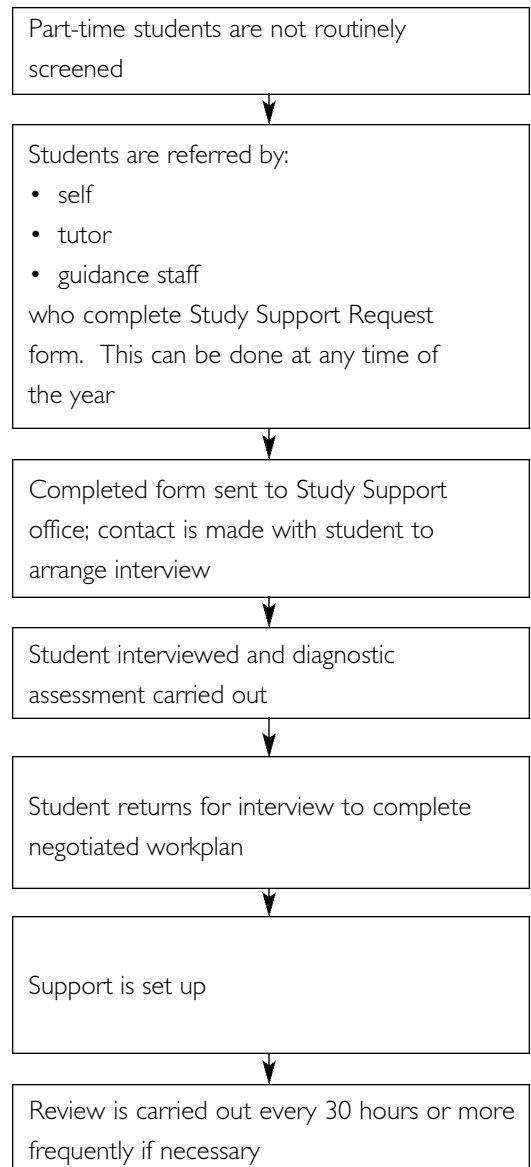 Part-time students are not routinely
screened
Students are referred by:
• self
• tutor
• guidance staff
who complete Study Support Request
form.  This can be done at any time of
the year
Completed form sent to Study Support
office; contact is made with student to
arrange interview
Student interviewed and diagnostic
assessment carried out
Student returns for interview to complete
negotiated workplan
Support is set up
Review is carried out every 30 hours or more
frequently if necessary